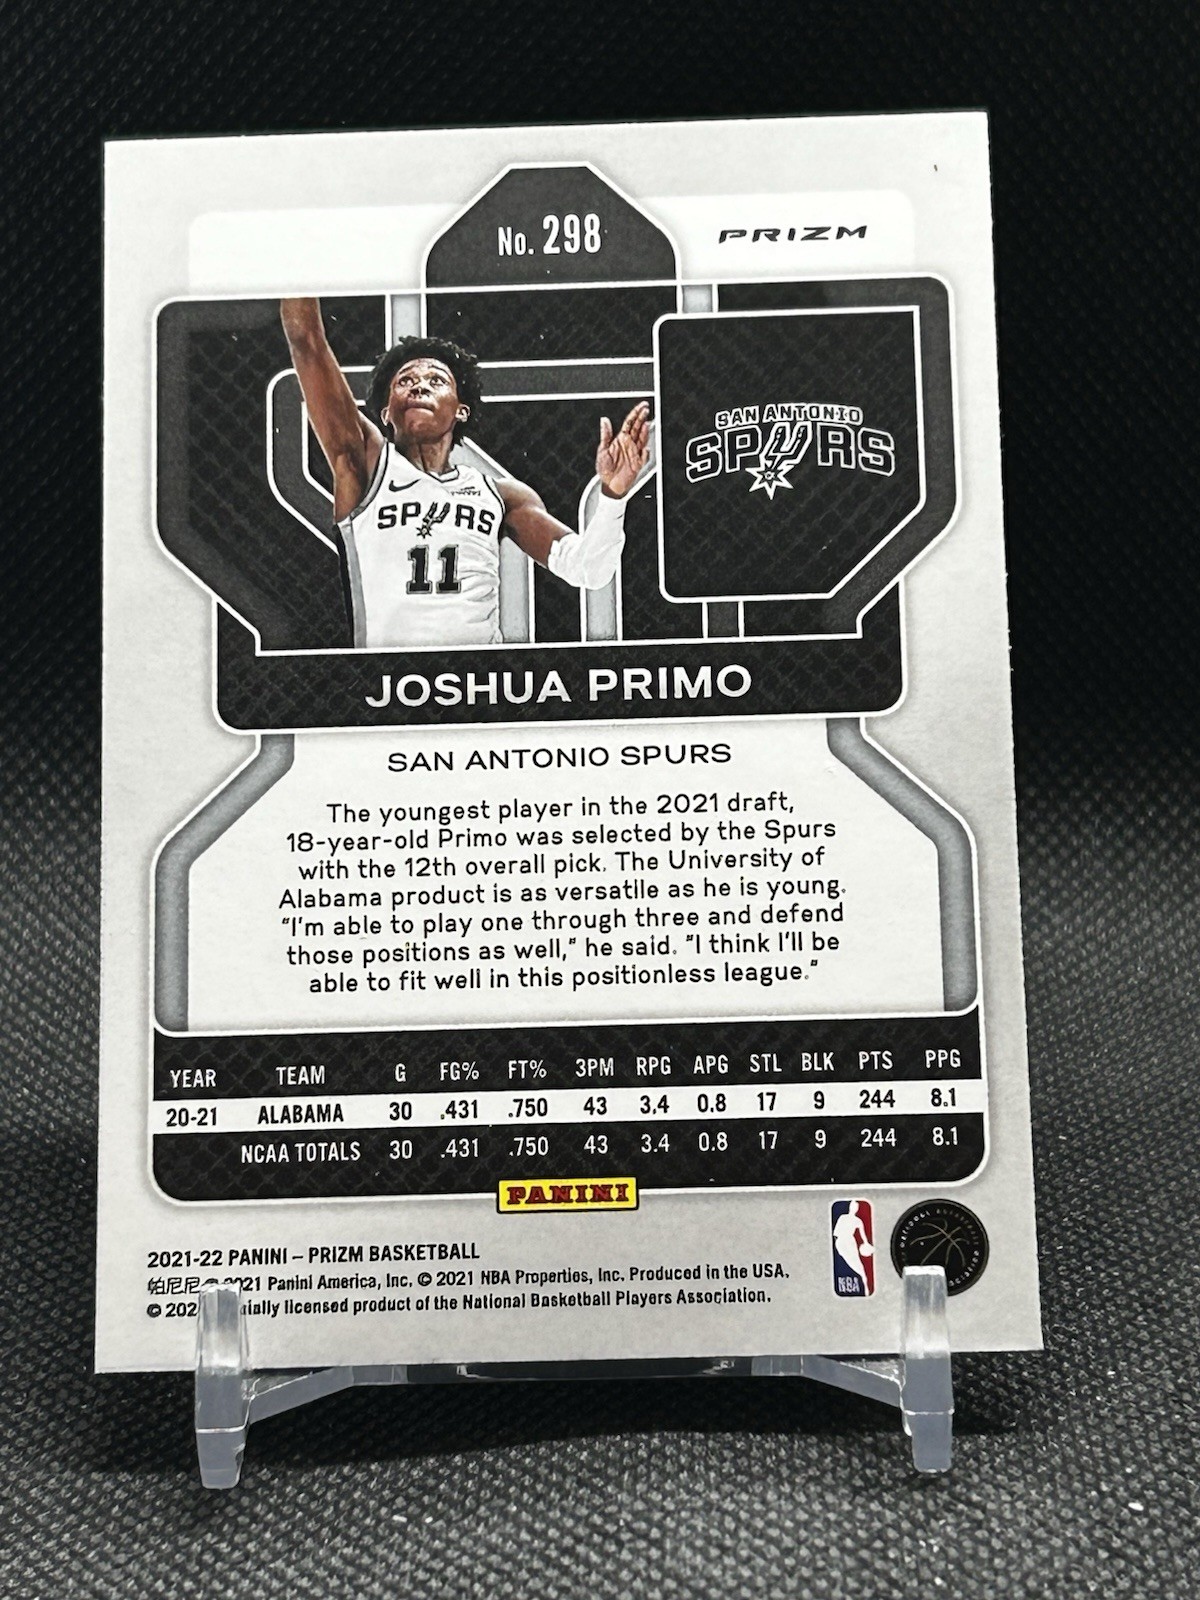 No. 298
PRIZM
SAN ANTONIO
SPURS
SPURS
11
JOSHUA PRIMO
SAN ANTONIO SPURS
The youngest player in the 2021 draft,
18-year-old Primo was selected by the Spurs
with the 12th overall pick. The University of
Alabama product is as versatile as he is young.
"I'm able to play one through three and defend
those positions as well," he said. "I think I'll be
able to fit well in this positionless league."
YEAR TEAM G FG% FT% 3PM RPG APG STL BLK PTS PPG
20-21 ALABAMA 30 .431 .750 43 3.4 0.8 17 9 244 8.1
NCAA TOTALS 30 .431 .750 43 3.4 0.8 17 9 244 8.1
PANINI
NBA
2021-22 PANINI – PRIZM BASKETBALL
帕尼尼 © 2021 Panini America, Inc. © 2021 NBA Properties, Inc. Produced in the USA.
© 202 licensed product of the National Basketball Players Association.